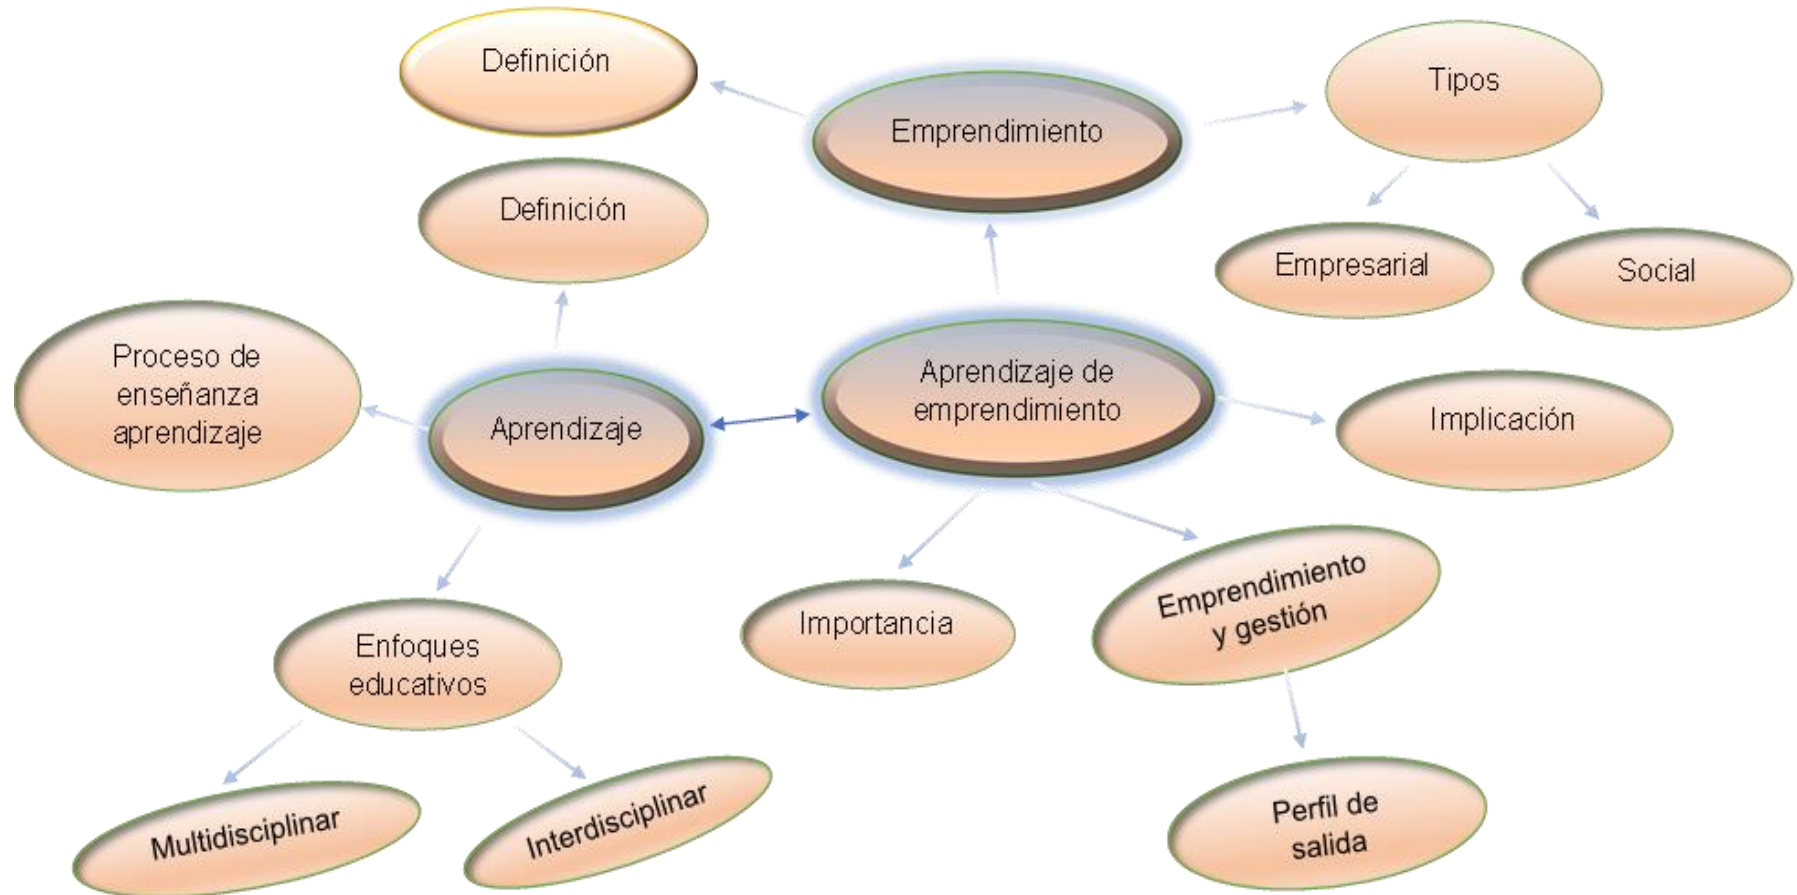 Definición
Emprendimiento
Tipos
Definición
Empresarial
Social
Proceso de
enseñanza
aprendizaje
Aprendizaje
Aprendizaje de
emprendimiento
Implicación
Enfoques
educativos
Importancia
Emprendimiento
y gestión
Multidisciplinar
Interdisciplinar
Perfil de
salida